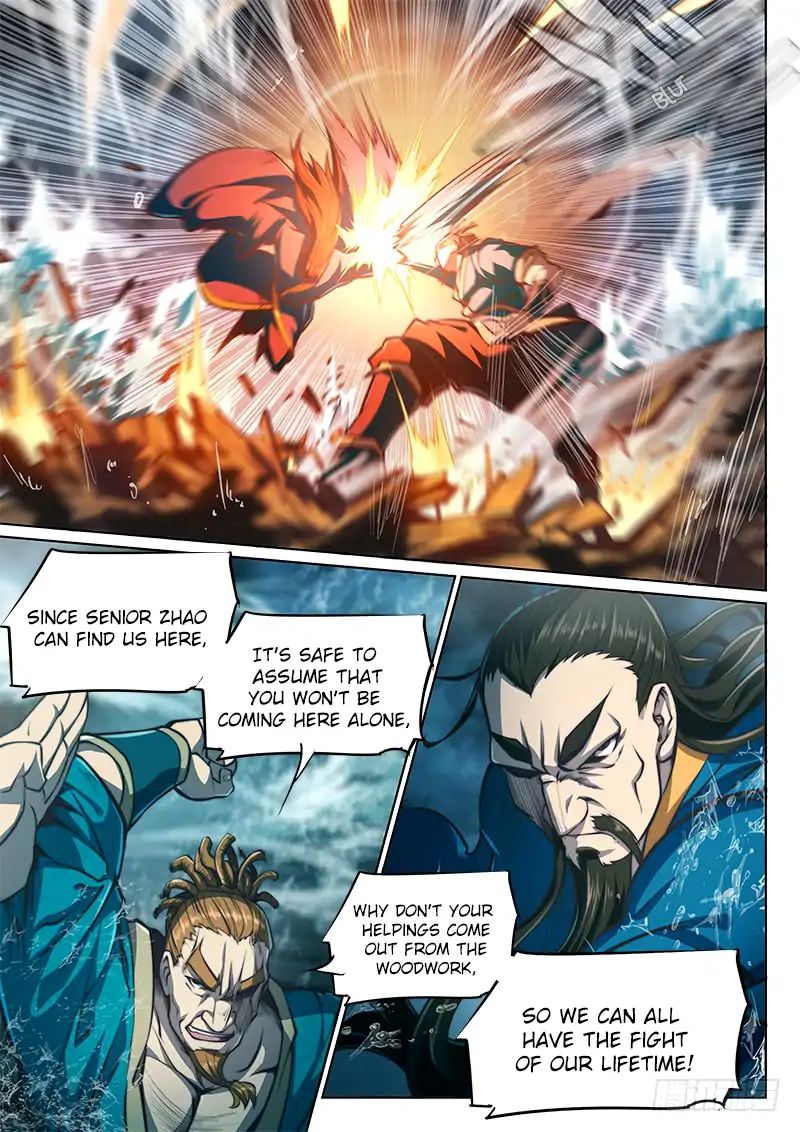 Blur
SINCE SENIOR ZHAO
CAN FIND US HERE,
IT'S SAFE TO
ASSUME THAT
YOU WON'T BE
COMING HERE ALONE,
WHY DON'T YOUR
HELPINGS COME
OUT FROM THE
WOODWORK,
SO WE CAN ALL
HAVE THE FIGHT
OF OUR LIFETIME!